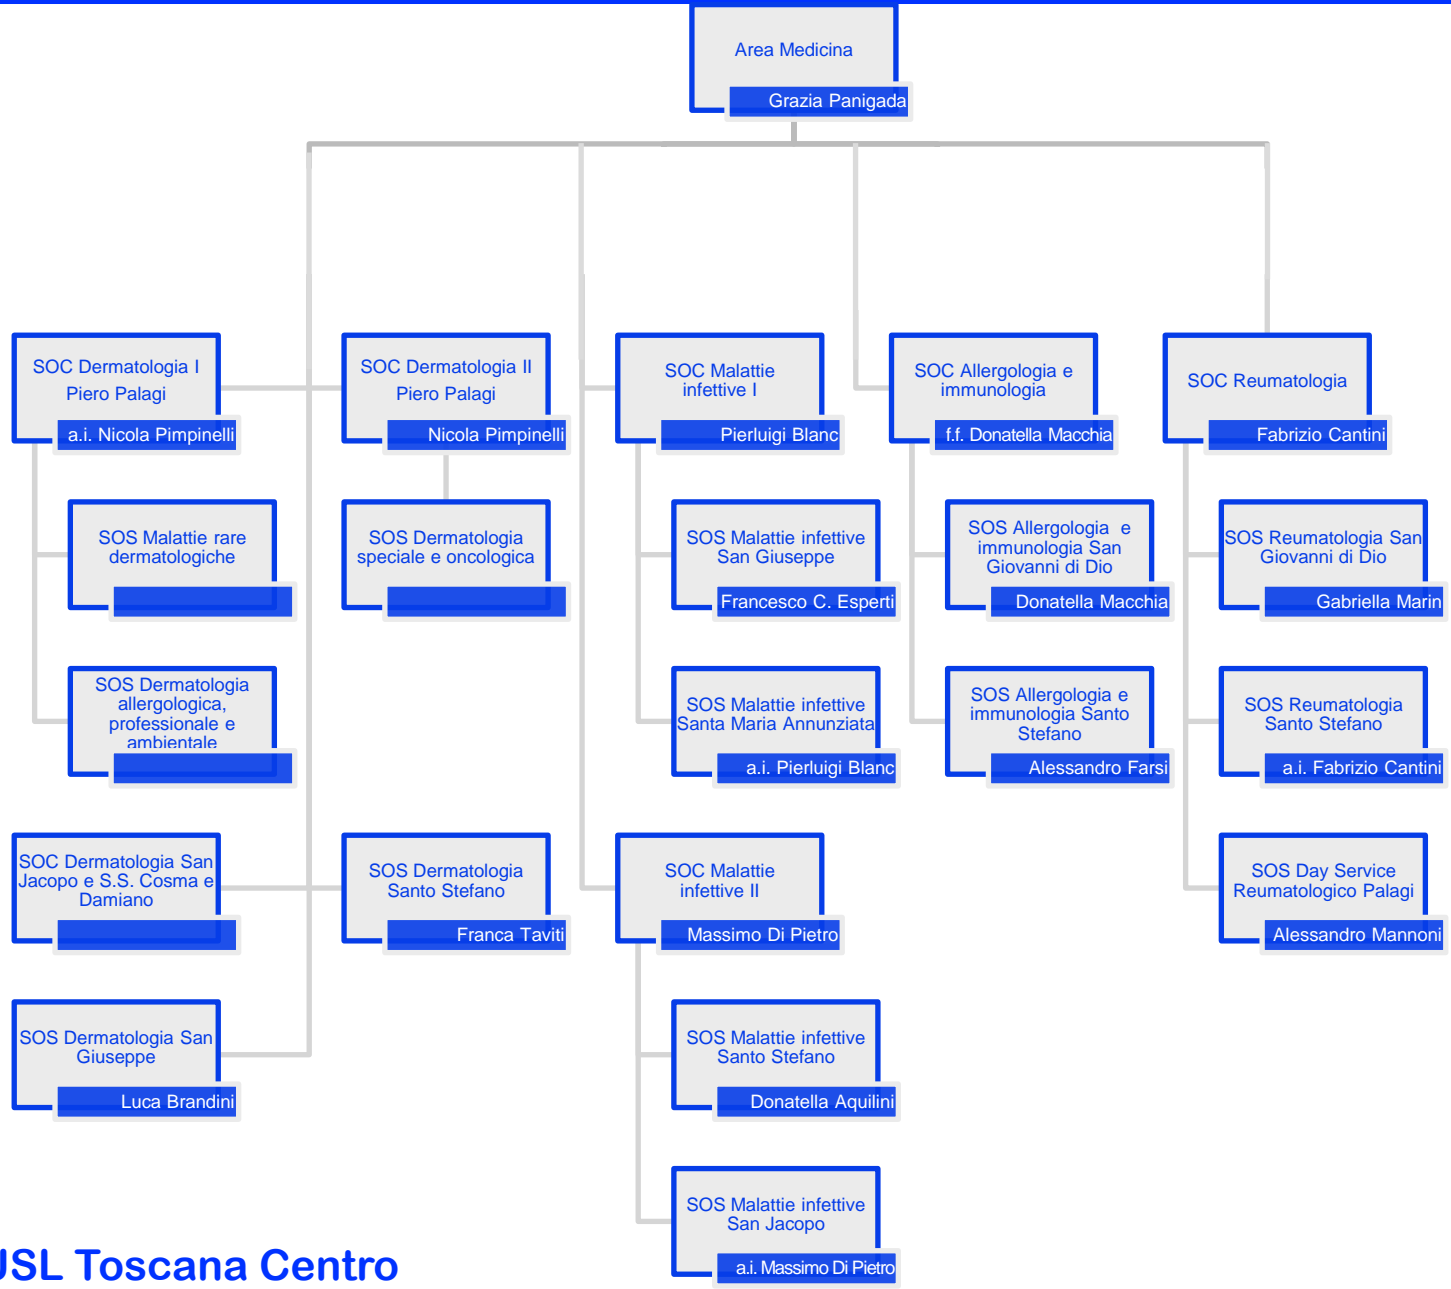 Area Medicina
Grazia Panigada
SOC Dermatologia I
Piero Palagi
a.i. Nicola Pimpinelli
SOC Dermatologia II
Piero Palagi
Nicola Pimpinelli
SOC Malattie
infettive I
Pierluigi Blanc
SOC Allergologia e
immunologia
f.f. Donatella Macchia
SOC Reumatologia
Fabrizio Cantini
SOS Malattie rare
dermatologiche
SOS Dermatologia
speciale e oncologica
SOS Malattie infettive
San Giuseppe
Francesco C. Esperti
SOS Allergologia e
immunologia San
Giovanni di Dio
Donatella Macchia
SOS Reumatologia San
Giovanni di Dio
Gabriella Marin
SOS Dermatologia
allergologica,
professionale e
ambientale
SOS Malattie infettive
Santa Maria Annunziata
a.i. Pierluigi Blanc
SOS Allergologia e
immunologia Santo
Stefano
Alessandro Farsi
SOS Reumatologia
Santo Stefano
a.i. Fabrizio Cantini
SOC Dermatologia San
Jacopo e S.S. Cosma e
Damiano
SOS Dermatologia
Santo Stefano
Franca Taviti
SOC Malattie
infettive II
Massimo Di Pietro
SOS Day Service
Reumatologico Palagi
Alessandro Mannoni
SOS Dermatologia San
Giuseppe
Luca Brandini
SOS Malattie infettive
Santo Stefano
Donatella Aquilini
SOS Malattie infettive
San Jacopo
a.i. Massimo Di Pietro
USL Toscana Centro